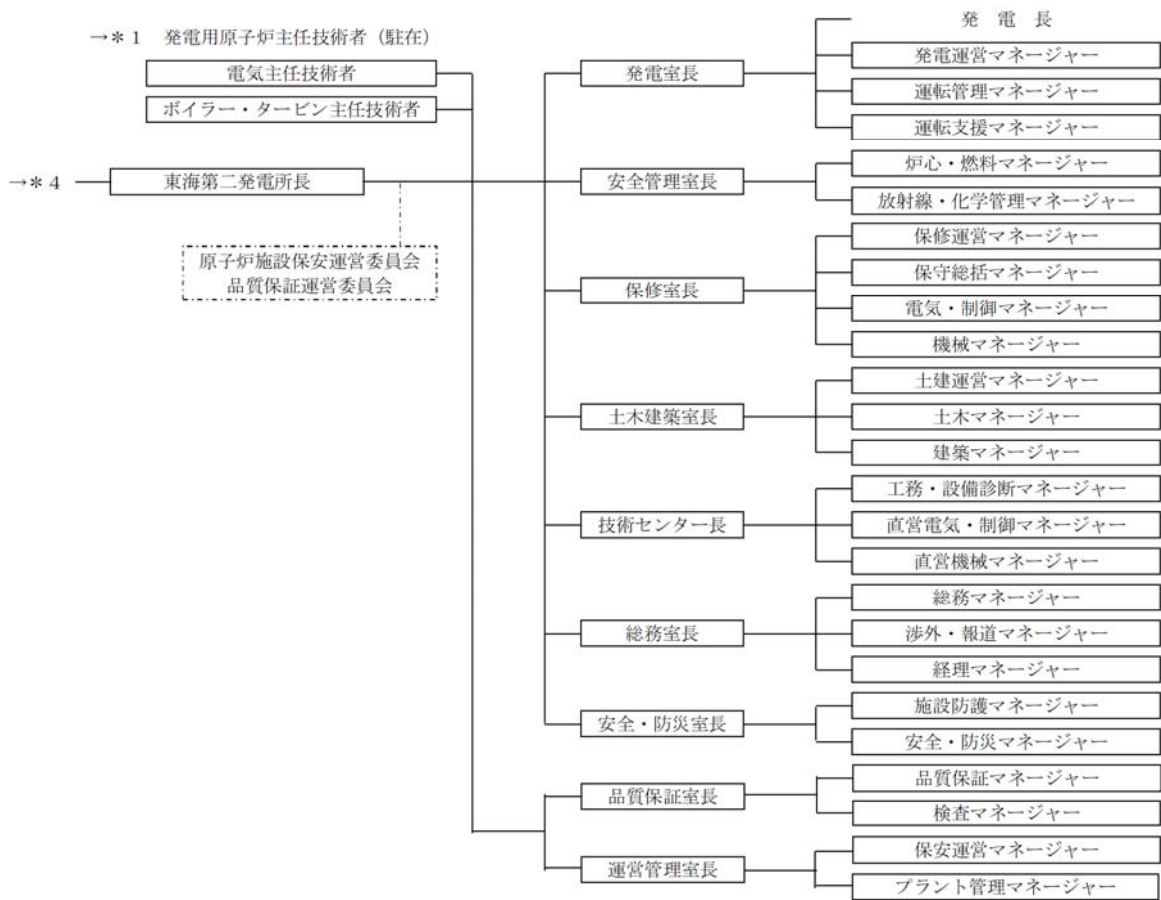 →＊1 発電用原子炉主任技術者（駐在）
電気主任技術者
ボイラー・タービン主任技術者
→＊4
東海第二発電所長
原子炉施設保安運営委員会
品質保証運営委員会
発電室長
発 電 長
発電運営マネージャー
運転管理マネージャー
運転支援マネージャー
安全管理室長
炉心・燃料マネージャー
放射線・化学管理マネージャー
保修室長
保修運営マネージャー
保守総括マネージャー
電気・制御マネージャー
機械マネージャー
土木建築室長
土建運営マネージャー
土木マネージャー
建築マネージャー
技術センター長
工務・設備診断マネージャー
直営電気・制御マネージャー
直営機械マネージャー
総務室長
総務マネージャー
渉外・報道マネージャー
経理マネージャー
安全・防災室長
施設防護マネージャー
安全・防災マネージャー
品質保証室長
品質保証マネージャー
検査マネージャー
運営管理室長
保安運営マネージャー
プラント管理マネージャー